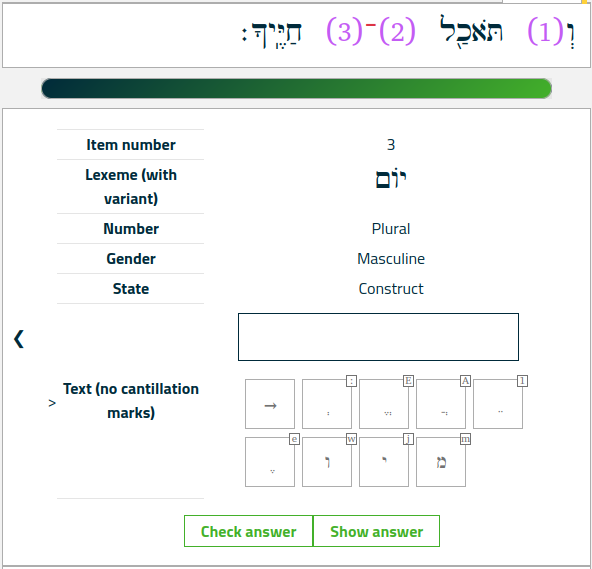 וְ(1) תֹּאכַ֖ל (2)־(3) חַיֶּֽיךָ׃
Item number 3
Lexeme (with variant) יוֹם
Number Plural
Gender Masculine
State Construct
❮
> Text (no cantillation marks)
→ ְ : ֱ E ֲ A ֵ 1
ֶ e ו w י j מ m
Check answer Show answer